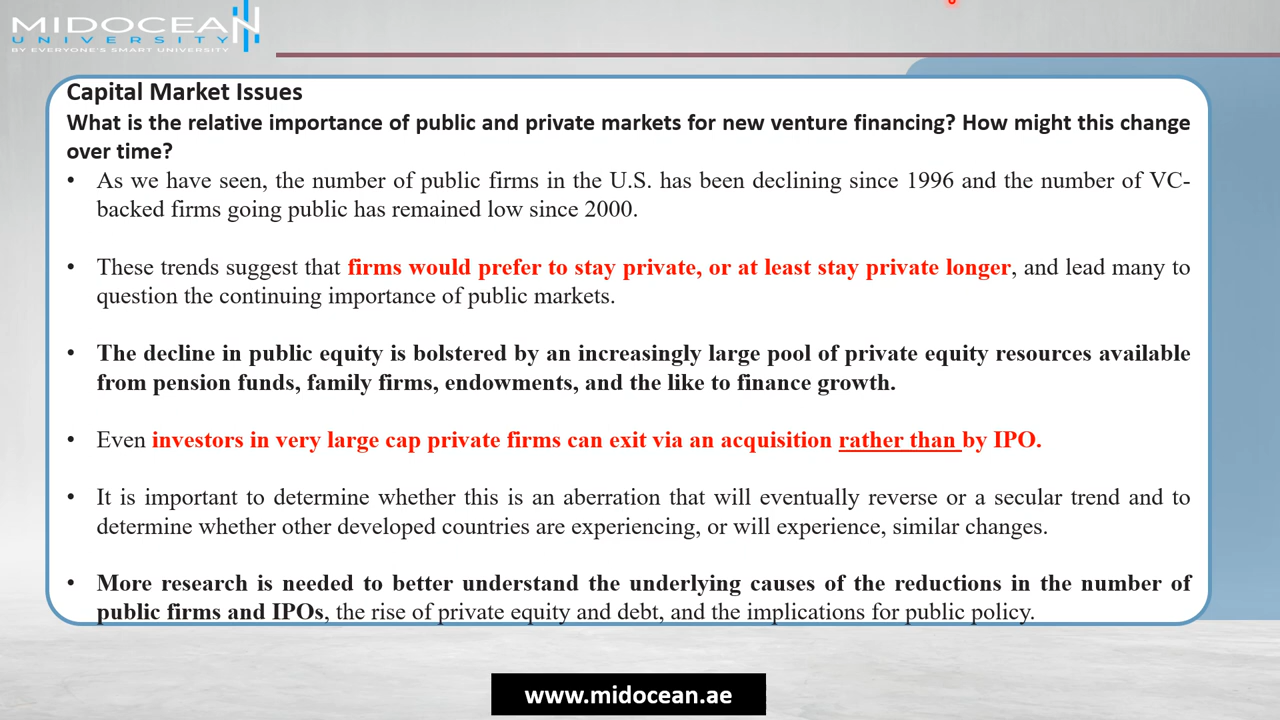 MIDOCEAN
UNIVERSITY
BY EVERYONE'S SMART UNIVERSITY
Capital Market Issues
What is the relative importance of public and private markets for new venture financing? How might this change
over time?
• As we have seen, the number of public firms in the U.S. has been declining since 1996 and the number of VC-
backed firms going public has remained low since 2000.
• These trends suggest that firms would prefer to stay private, or at least stay private longer, and lead many to
question the continuing importance of public markets.
• The decline in public equity is bolstered by an increasingly large pool of private equity resources available
from pension funds, family firms, endowments, and the like to finance growth.
• Even investors in very large cap private firms can exit via an acquisition rather than by IPO.
• It is important to determine whether this is an aberration that will eventually reverse or a secular trend and to
determine whether other developed countries are experiencing, or will experience, similar changes.
• More research is needed to better understand the underlying causes of the reductions in the number of
public firms and IPOs, the rise of private equity and debt, and the implications for public policy.
www.midocean.ae